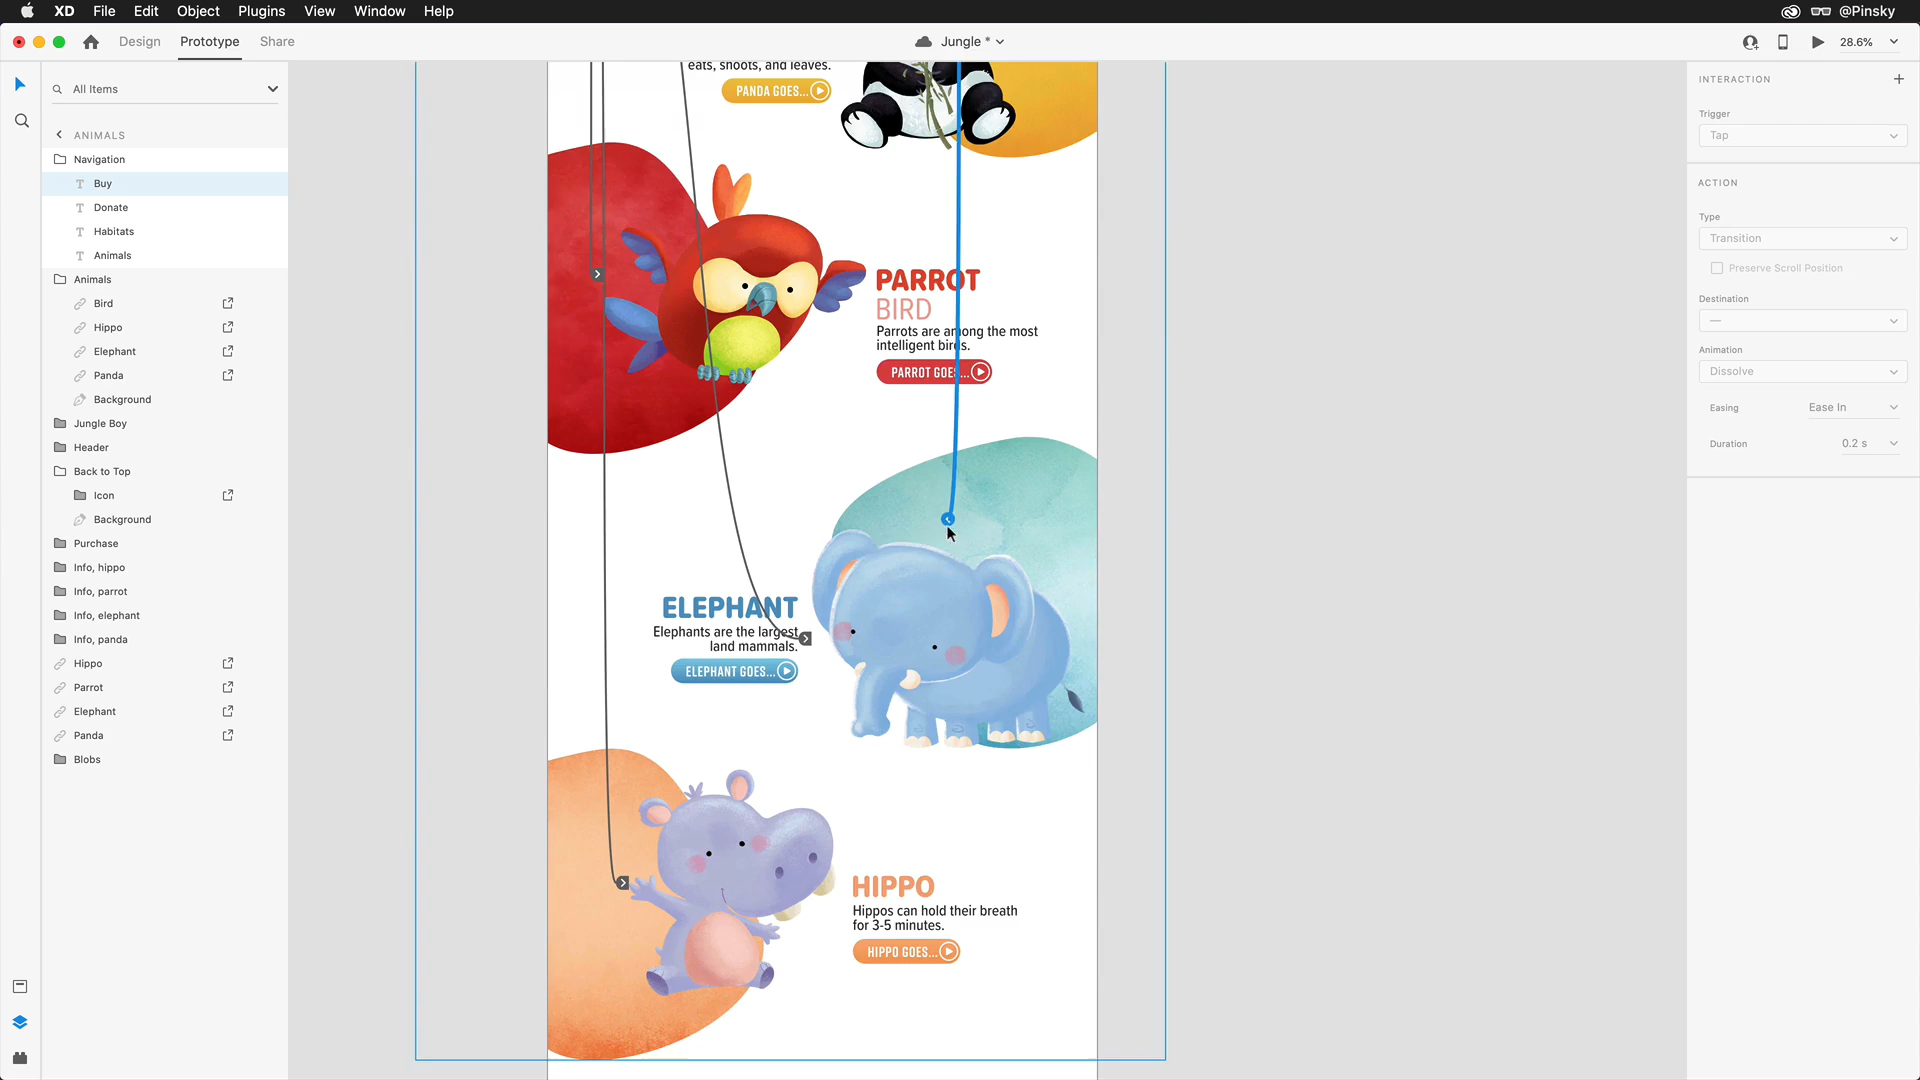 XD File Edit Object Plugins View Window Help @Pinsky
Design Prototype Share Jungle * 28.6%
All Items
ANIMALS
Navigation
Buy
Donate
Habitats
Animals
Animals
Bird
Hippo
Elephant
Panda
Background
Jungle Boy
Header
Back to Top
Icon
Background
Purchase
Info, hippo
Info, parrot
Info, elephant
Info, panda
Hippo
Parrot
Elephant
Panda
Blobs
eats, shoots, and leaves.
PANDA GOES...
PARROT
BIRD
Parrots are among the most
intelligent birds.
PARROT GOES...
ELEPHANT
Elephants are the largest
land mammals.
ELEPHANT GOES...
HIPPO
Hippos can hold their breath
for 3-5 minutes.
HIPPO GOES...
INTERACTION
Trigger
Tap
ACTION
Type
Transition
Preserve Scroll Position
Destination
—
Animation
Dissolve
Easing Ease In
Duration 0.2 s